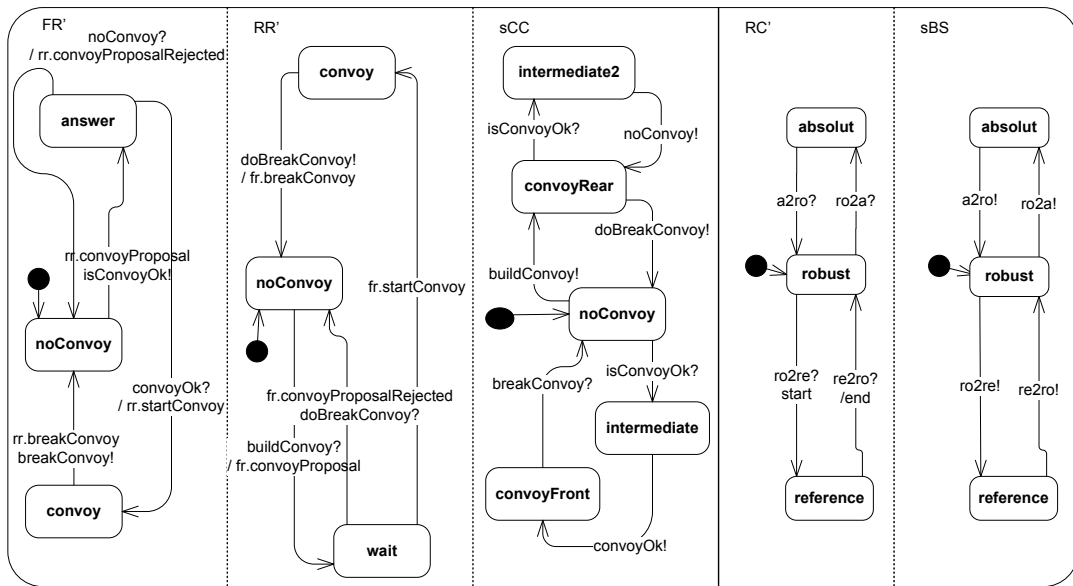 FR'
noConvoy?
/ rr.convoyProposalRejected
answer
rr.convoyProposal
isConvoyOk!
noConvoy
convoyOk?
/ rr.startConvoy
rr.breakConvoy
breakConvoy!
convoy
RR'
convoy
doBreakConvoy!
/ fr.breakConvoy
noConvoy
fr.startConvoy
fr.convoyProposalRejected
doBreakConvoy?
buildConvoy?
/ fr.convoyProposal
wait
sCC
intermediate2
isConvoyOk?
noConvoy!
convoyRear
doBreakConvoy!
buildConvoy!
noConvoy
breakConvoy?
isConvoyOk?
intermediate
convoyFront
convoyOk!
RC'
absolut
a2ro?
ro2a?
robust
ro2re?
start
re2ro?
/end
reference
sBS
absolut
a2ro!
ro2a!
robust
ro2re!
re2ro!
reference